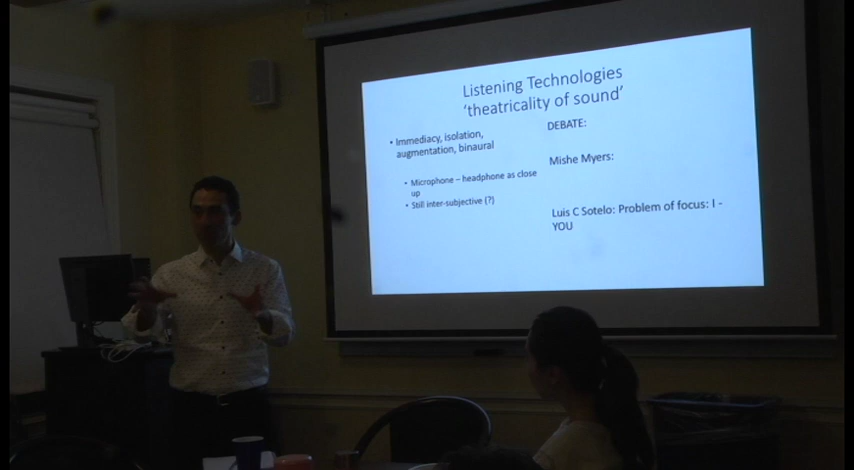 Listening Technologies
'theatricality of sound'
• Immediacy, isolation,
augmentation, binaural
• Microphone – headphone as close
up
• Still inter-subjective (?)
DEBATE:
Mishe Myers:
Luis C Sotelo: Problem of focus: I -
YOU